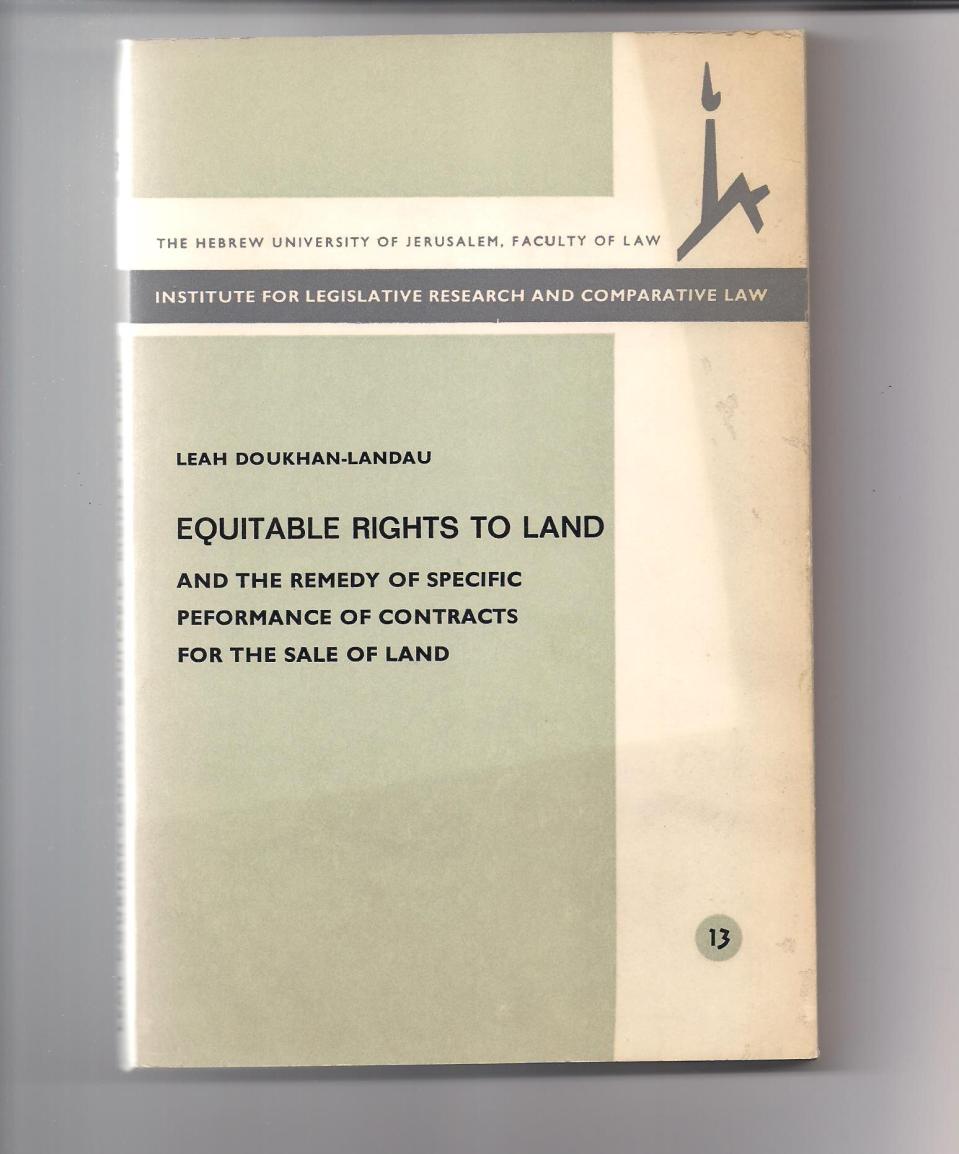 THE HEBREW UNIVERSITY OF JERUSALEM, FACULTY OF LAW
INSTITUTE FOR LEGISLATIVE RESEARCH AND COMPARATIVE LAW
LEAH DOUKHAN-LANDAU
EQUITABLE RIGHTS TO LAND
AND THE REMEDY OF SPECIFIC
PEFORMANCE OF CONTRACTS
FOR THE SALE OF LAND
13